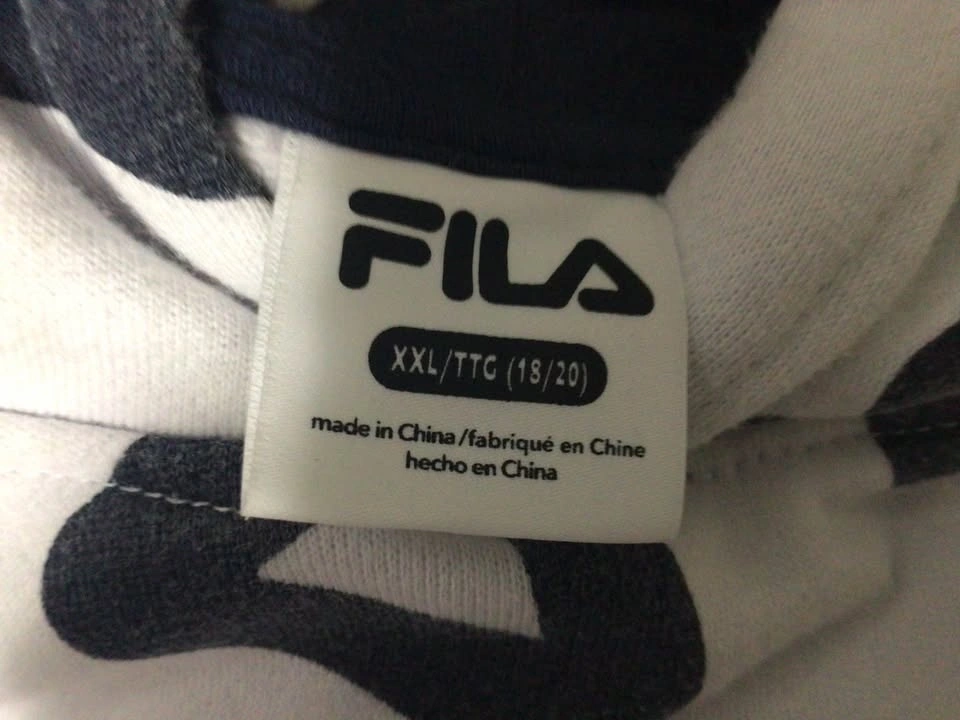 FILA
XXL/TTG (18/20)
made in China/fabriqué en Chine
hecho en China